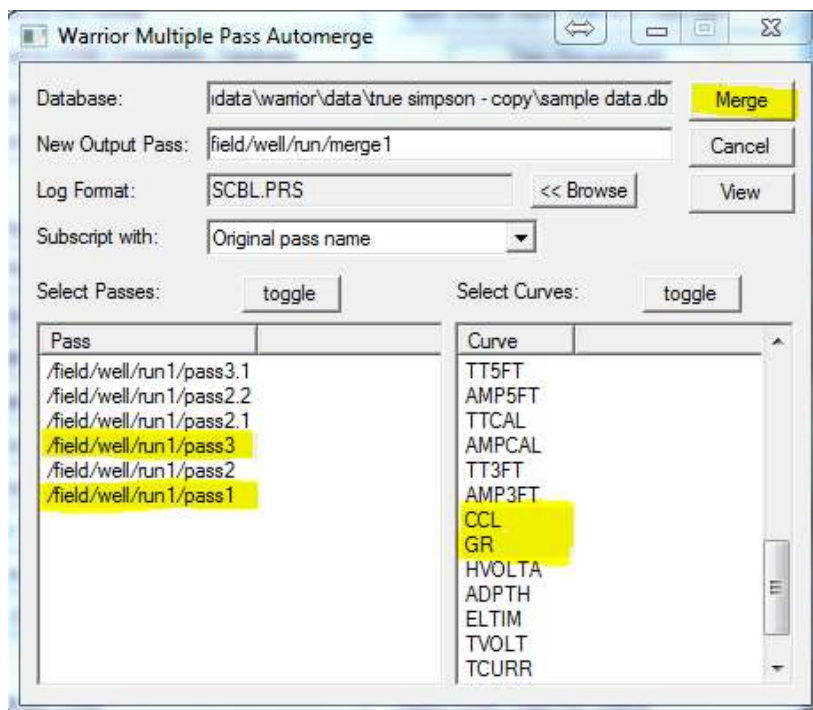 Warrior Multiple Pass Automerge
Database: data\warrior\data\true simpson - copy\sample data.db Merge
New Output Pass: field/well/run/merge1 Cancel
Log Format: SCBL.PRS << Browse View
Subscript with: Original pass name
Select Passes: toggle Select Curves: toggle
Pass Curve
/field/well/run1/pass3.1 TT5FT
/field/well/run1/pass2.2 AMP5FT
/field/well/run1/pass2.1 TTCAL
/field/well/run1/pass3 AMPCAL
/field/well/run1/pass2 TT3FT
/field/well/run1/pass1 AMP3FT
CCL
GR
HVOLTA
ADPTH
ELTIM
TVOLT
TCURR